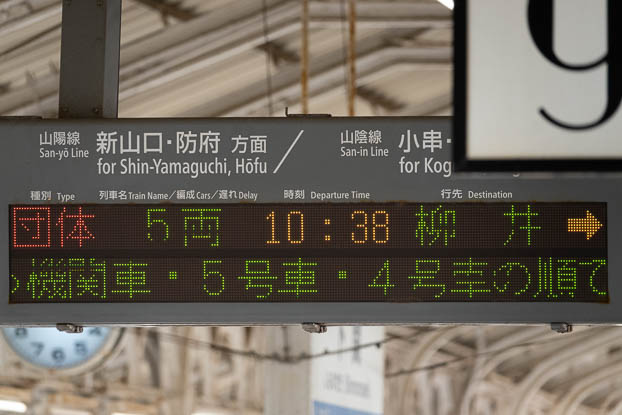 9
山陽線 San-yō Line 新山口・防府 方面 for Shin-Yamaguchi, Hōfu
山陰線 San-in Line 小串・ for Kog
種別 Type 列車名 Train Name／編成 Cars／遅れ Delay 時刻 Departure Time 行先 Destination
団体 5両 10:38 柳井 →
機関車・5号車・4号車の順で